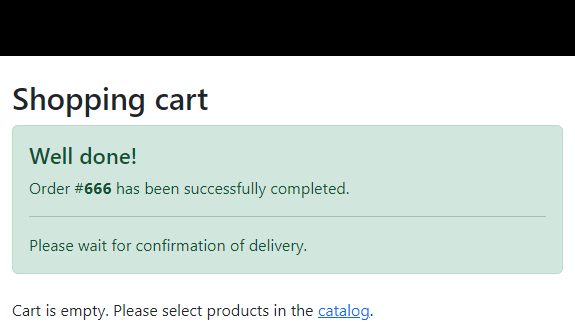 Shopping cart
Well done!
Order #666 has been successfully completed.
Please wait for confirmation of delivery.
Cart is empty. Please select products in the catalog.